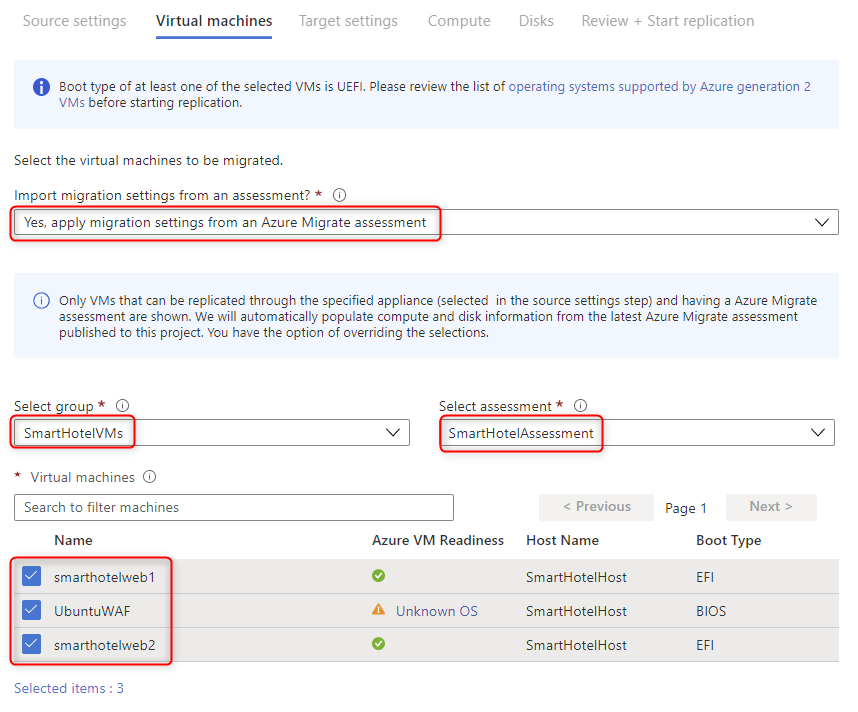 Source settings Virtual machines Target settings Compute Disks Review + Start replication
Boot type of at least one of the selected VMs is UEFI. Please review the list of operating systems supported by Azure generation 2
VMs before starting replication.
Select the virtual machines to be migrated.
Import migration settings from an assessment? *
Yes, apply migration settings from an Azure Migrate assessment
Only VMs that can be replicated through the specified appliance (selected in the source settings step) and having a Azure Migrate
assessment are shown. We will automatically populate compute and disk information from the latest Azure Migrate assessment
published to this project. You have the option of overriding the selections.
Select group * Select assessment *
SmartHotelVMs SmartHotelAssessment
* Virtual machines
Search to filter machines < Previous Page 1 Next >
Name Azure VM Readiness Host Name Boot Type
smarthotelweb1 SmartHotelHost EFI
UbuntuWAF Unknown OS SmartHotelHost BIOS
smarthotelweb2 SmartHotelHost EFI
Selected items : 3